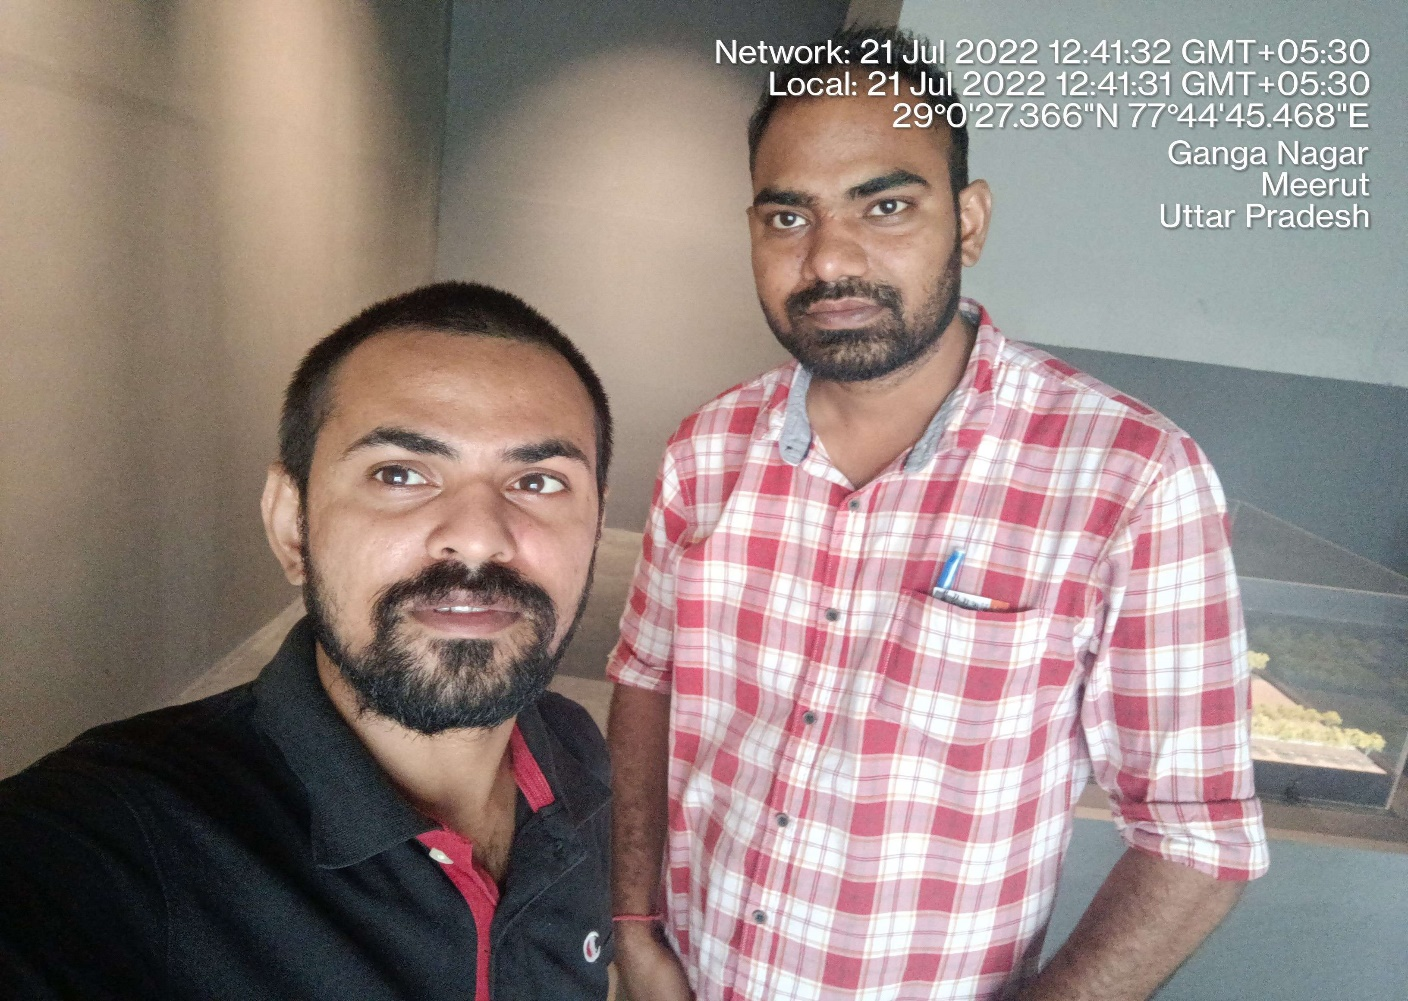 Network: 21 Jul 2022 12:41:32 GMT+05:30
Local: 21 Jul 2022 12:41:31 GMT+05:30
29°0'27.366"N 77°44'45.468"E
Ganga Nagar
Meerut
Uttar Pradesh